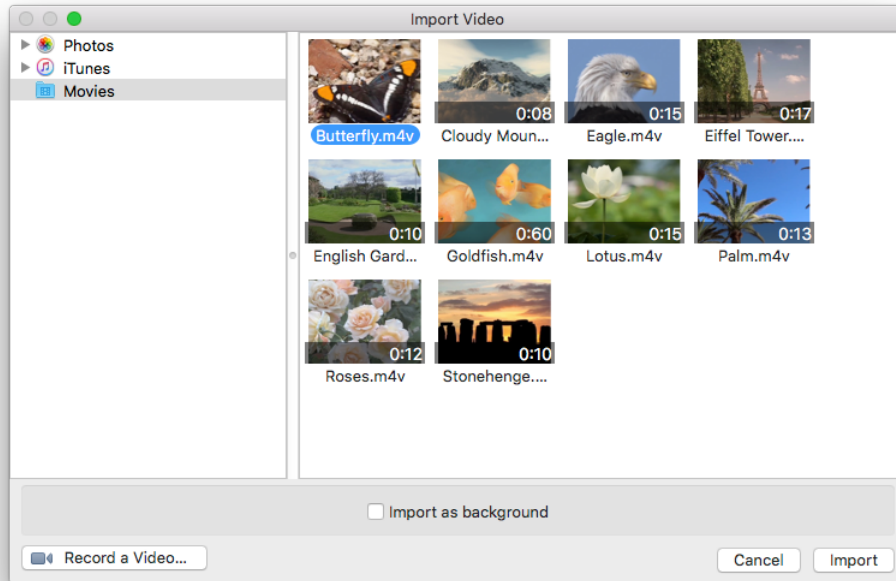 Import Video
Photos
iTunes
Movies
Butterfly.m4v
0:08
Cloudy Moun...
0:15
Eagle.m4v
0:17
Eiffel Tower....
0:10
English Gard...
0:60
Goldfish.m4v
0:15
Lotus.m4v
0:13
Palm.m4v
0:12
Roses.m4v
0:10
Stonehenge....
Import as background
Record a Video...
Cancel
Import